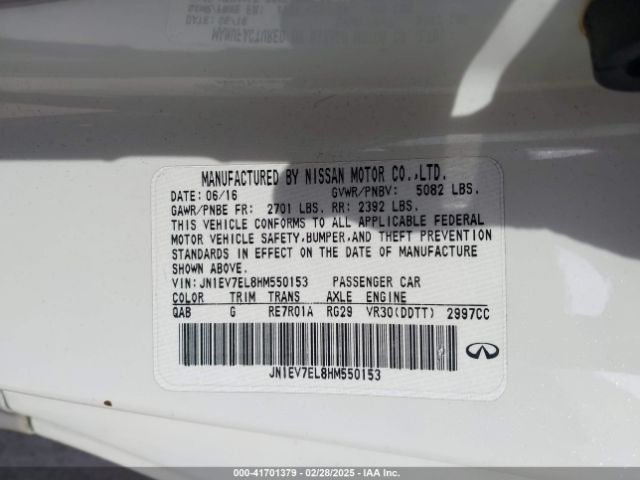 MANUFACTURED BY NISSAN MOTOR CO.,LTD.
DATE: 06/16 GVWR/PNBV: 5082 LBS.
GAWR/PNBE FR: 2701 LBS. RR: 2392 LBS.
THIS VEHICLE CONFORMS TO ALL APPLICABLE FEDERAL
MOTOR VEHICLE SAFETY,BUMPER,AND THEFT PREVENTION
STANDARDS IN EFFECT ON THE DATE OF MANUFACTURE
SHOWN ABOVE.
VIN: JN1EV7EL8HM550153 PASSENGER CAR
COLOR TRIM TRANS AXLE ENGINE
QAB G RE7R01A RG29 VR30(DDTT) 2997CC
JN1EV7EL8HM550153
000-41701379 | 02/28/2025 | IAA Inc.